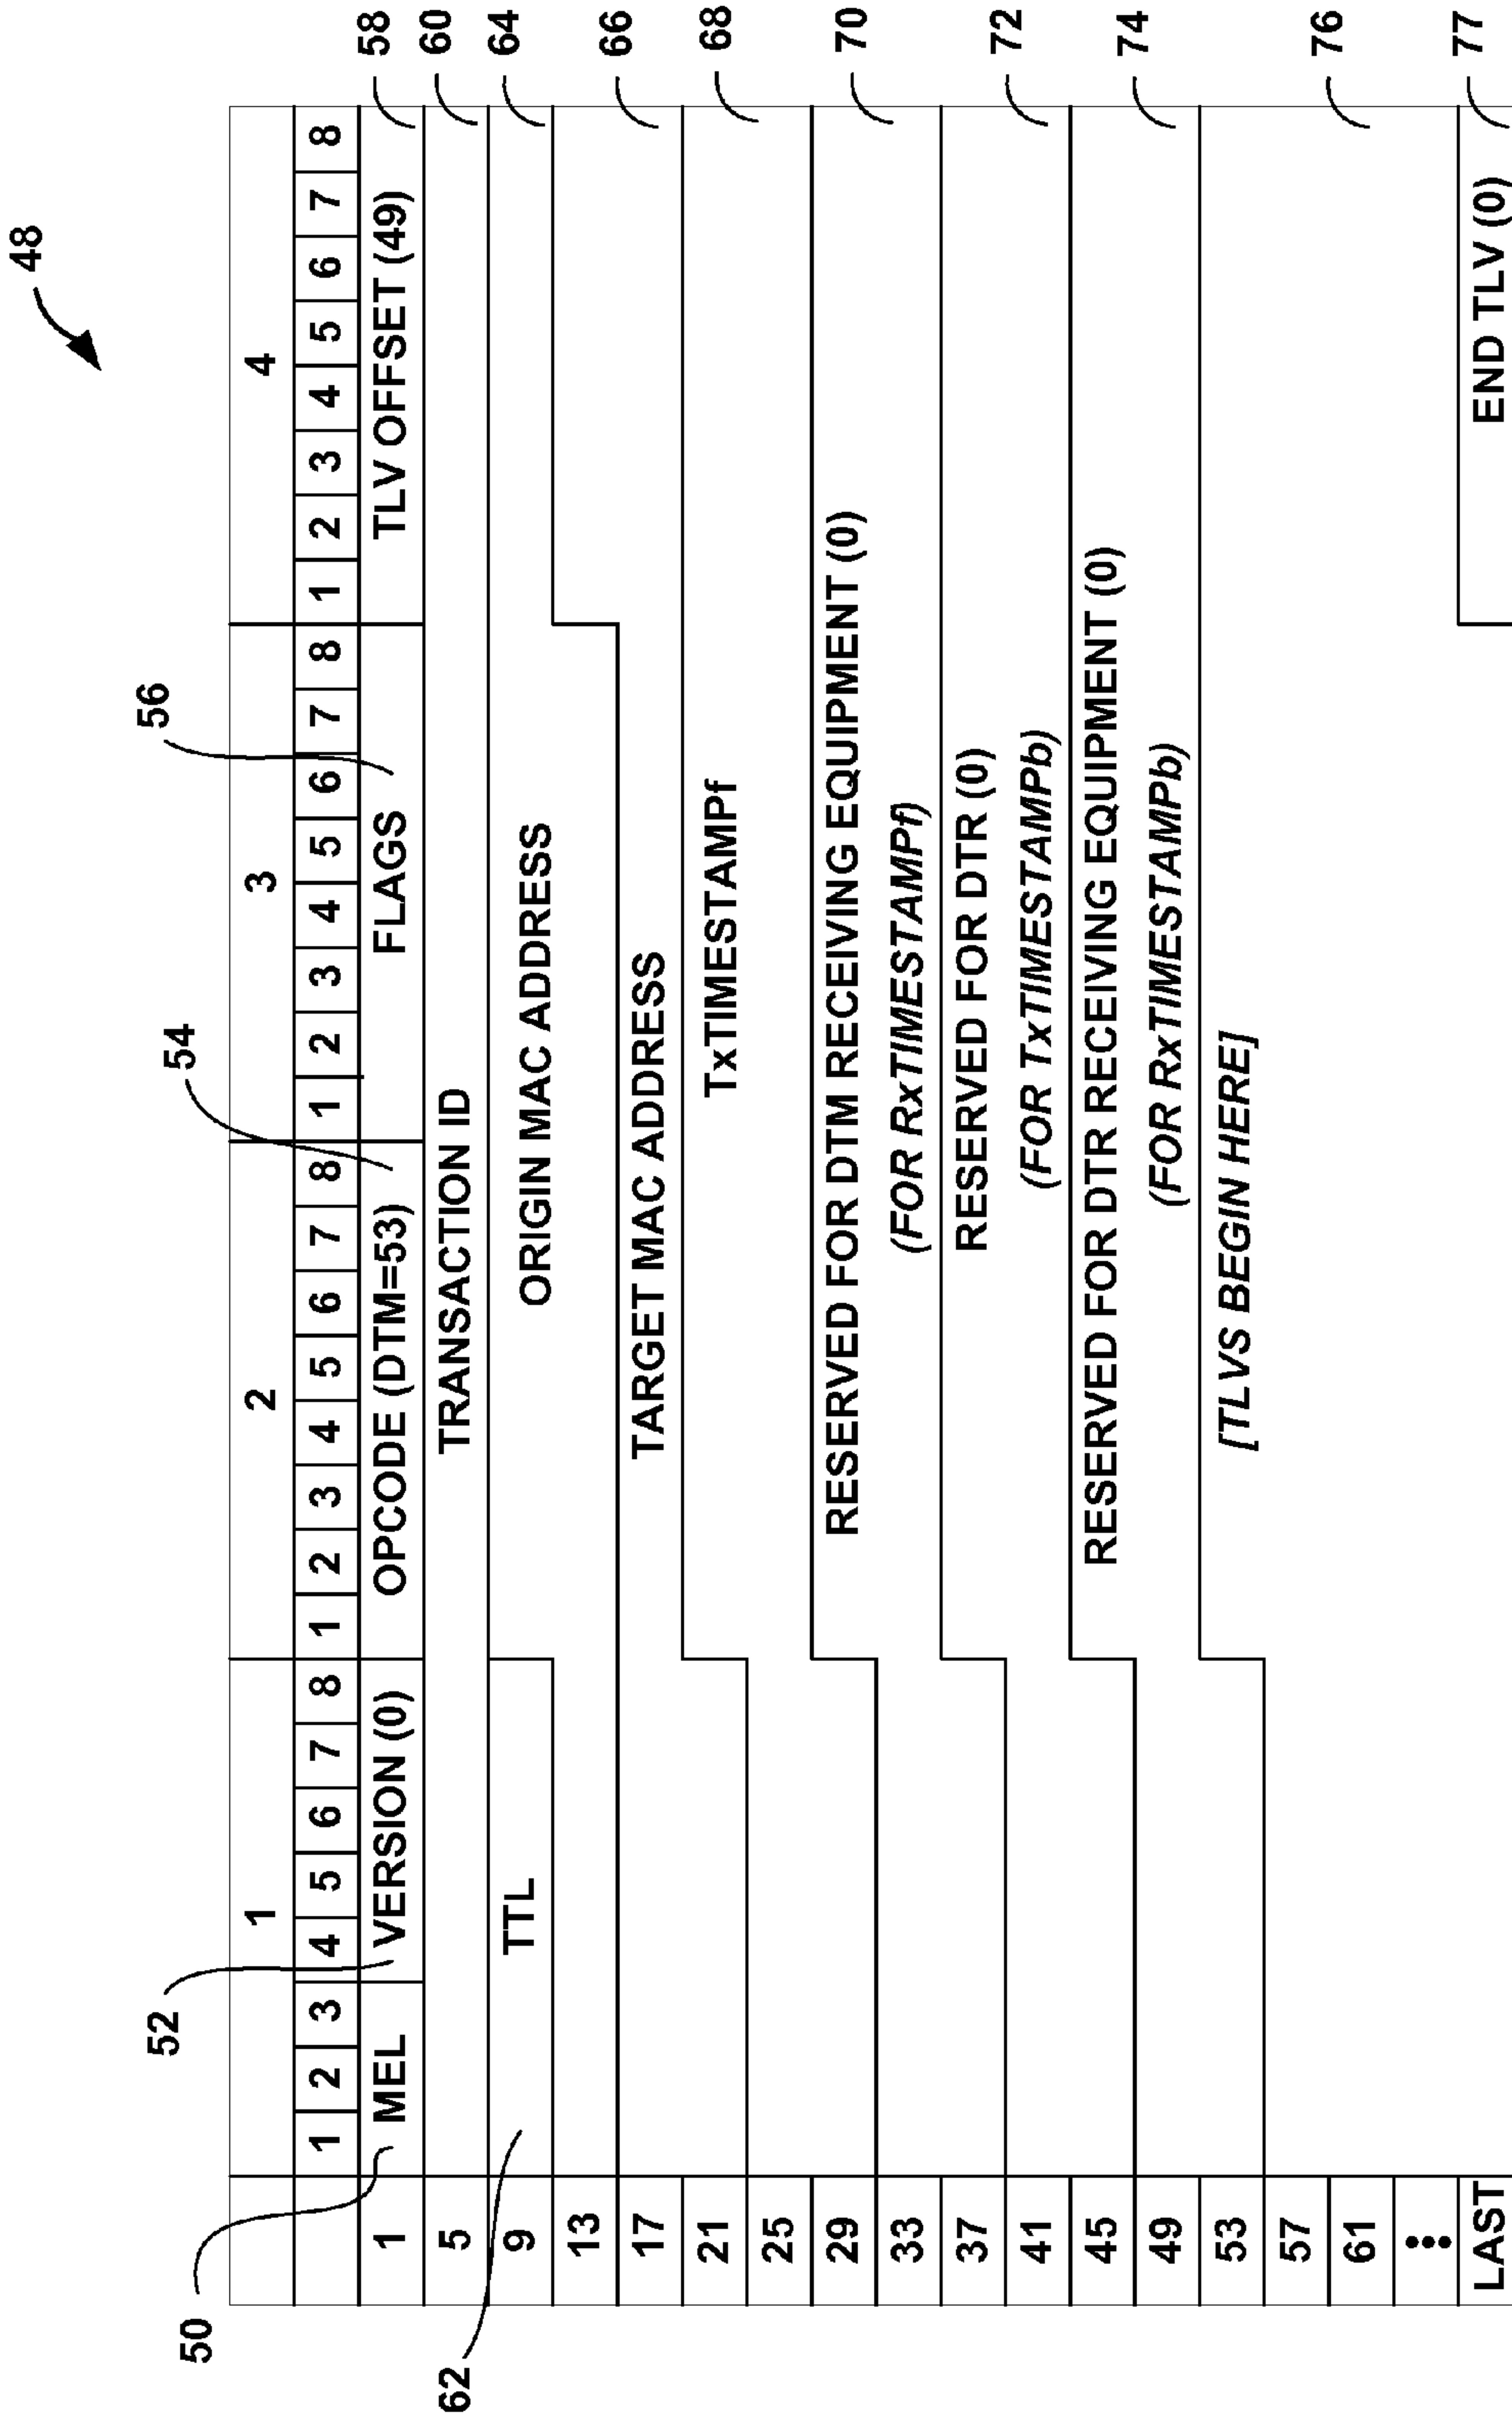 48
1 2 3 4
1 2 3 4 5 6 7 8 1 2 3 4 5 6 7 8 1 2 3 4 5 6 7 8 1 2 3 4 5 6 7 8
50 52 54 56
1 MEL VERSION (0) OPCODE (DTM=53) FLAGS TLV OFFSET (49) 58
5 TRANSACTION ID 60
62
9 TTL ORIGIN MAC ADDRESS 64
13
17 TARGET MAC ADDRESS 66
21 TxTIMESTAMPf 68
25
29 RESERVED FOR DTM RECEIVING EQUIPMENT (0) 70
33 (FOR RxTIMESTAMPf)
37 RESERVED FOR DTR (0) 72
41 (FOR TxTIMESTAMPb)
45 RESERVED FOR DTR RECEIVING EQUIPMENT (0) 74
49 (FOR RxTIMESTAMPb)
53 [TLVS BEGIN HERE]
57
61 76
⋮
LAST END TLV (0) 77